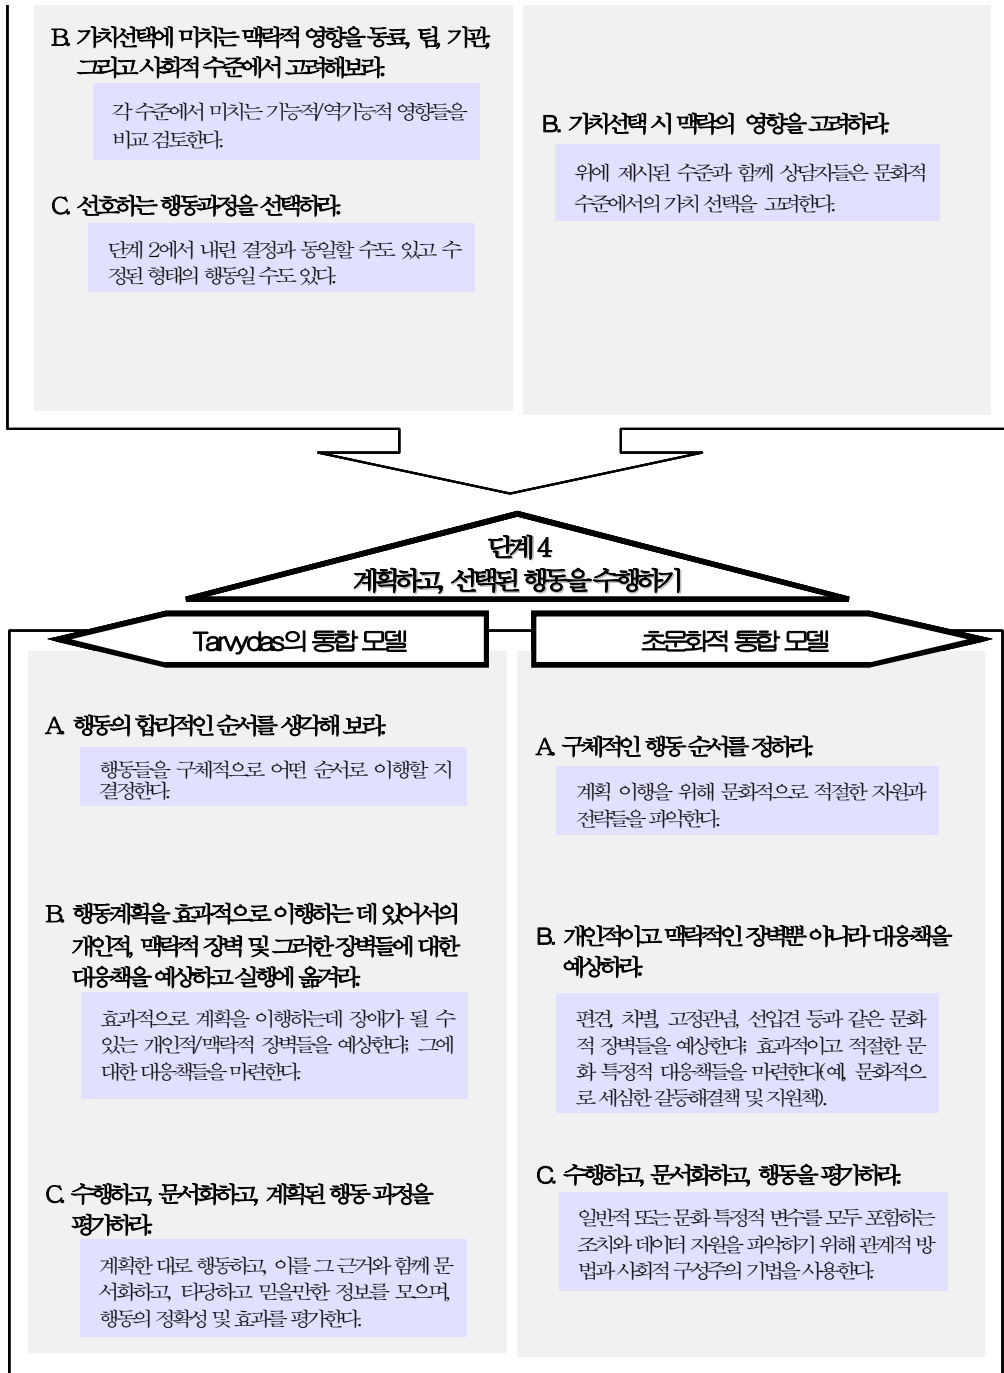 B. 가치선택에 미치는 맥락적 영향을 동료, 팀, 기관,
그리고 사회적 수준에서 고려해보라.
각 수준에서 미치는 기능적/역기능적 영향들을
비교 검토한다.
C. 선호하는 행동과정을 선택하라.
단계 2에서 내린 결정과 동일할 수도 있고 수
정된 형태의 행동일 수도 있다.
B. 가치선택 시 맥락의 영향을 고려하라.
위에 제시된 수준과 함께 상담자들은 문화적
수준에서의 가치 선택을 고려한다.
단계 4
계획하고, 선택된 행동을 수행하기
Tarvydas의 통합 모델
A. 행동의 합리적인 순서를 생각해 보라.
행동들을 구체적으로 어떤 순서로 이행할 지
결정한다.
B. 행동계획을 효과적으로 이행하는 데 있어서의
개인적, 맥락적 장벽 및 그러한 장벽들에 대한
대응책을 예상하고 실행에 옮겨라.
효과적으로 계획을 이행하는데 장애가 될 수
있는 개인적/맥락적 장벽들을 예상한다; 그에
대한 대응책들을 마련한다.
C. 수행하고, 문서화하고, 계획된 행동 과정을
평가하라.
계획한 대로 행동하고, 이를 그 근거와 함께 문
서화하고, 타당하고 믿을만한 정보를 모으며,
행동의 정확성 및 효과를 평가한다.
초문화적 통합 모델
A. 구체적인 행동 순서를 정하라.
계획 이행을 위해 문화적으로 적절한 자원과
전략들을 파악한다.
B. 개인적이고 맥락적인 장벽뿐 아니라 대응책을
예상하라.
편견, 차별, 고정관념, 선입견 등과 같은 문화
적 장벽들을 예상한다; 효과적이고 적절한 문
화 특정적 대응책들을 마련한다(예, 문화적으
로 세심한 갈등해결책 및 지원책).
C. 수행하고, 문서화하고, 행동을 평가하라.
일반적 또는 문화 특정적 변수를 모두 포함하는
조치와 데이터 자원을 파악하기 위해 관계적 방
법과 사회적 구성주의 기법을 사용한다.